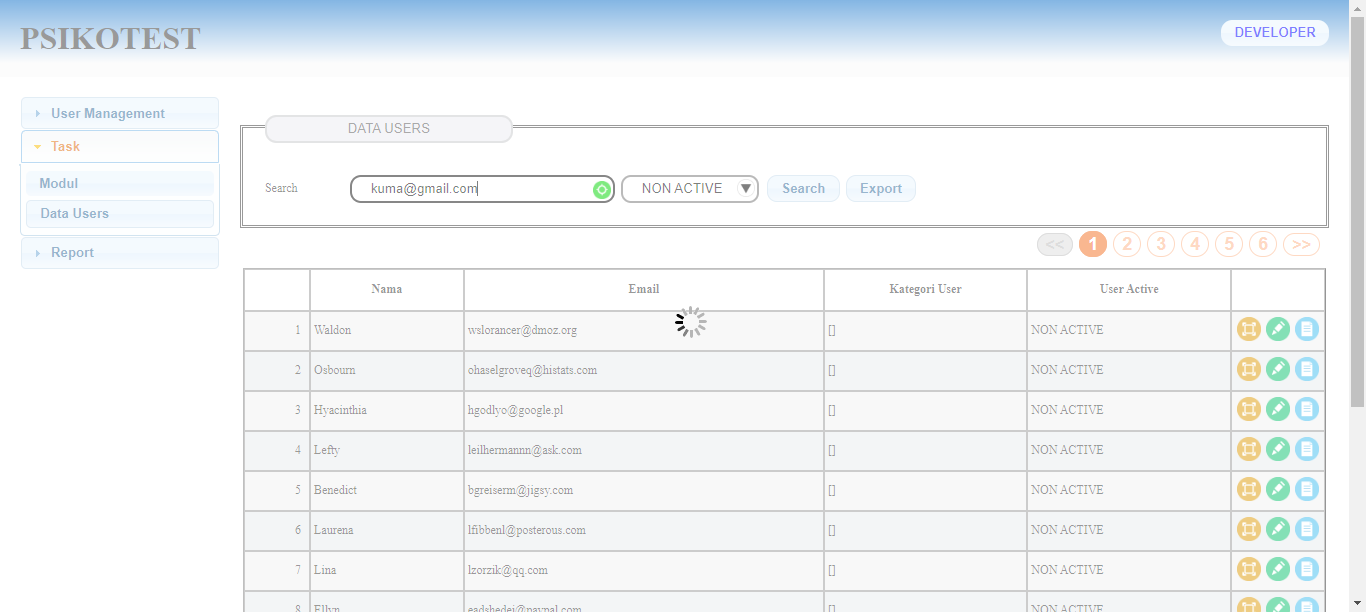 PSIKOTEST
DEVELOPER
User Management
Task
Modul
Data Users
Report
DATA USERS
Search kuma@gmail.com NON ACTIVE ▼ Search Export
<< 1 2 3 4 5 6 >>
Nama Email Kategori User User Active
1 Waldon wslorancer@dmoz.org [] NON ACTIVE
2 Osbourn ohaselgroveq@histats.com [] NON ACTIVE
3 Hyacinthia hgodlyo@google.pl [] NON ACTIVE
4 Lefty leilhermannn@ask.com [] NON ACTIVE
5 Benedict bgreiserm@jigsy.com [] NON ACTIVE
6 Laurena lfibbenl@posterous.com [] NON ACTIVE
7 Lina lzorzik@qq.com [] NON ACTIVE
8 Ellyn eadshedej@paypal.com [] NON ACTIVE